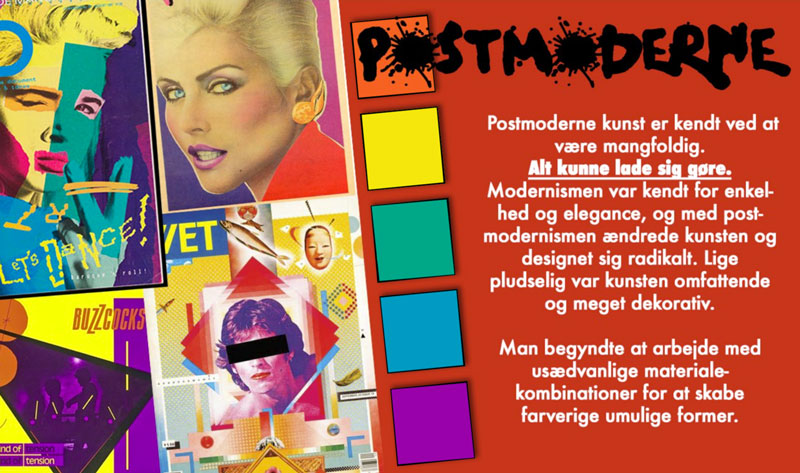 LET'S DANCE!
BUZZCOCKS
nd of tension
tension
VET
POSTMODERNE
Postmoderne kunst er kendt ved at
være mangfoldig.
Alt kunne lade sig gøre.
Modernismen var kendt for enkel-
hed og elegance, og med post-
modernismen ændrede kunsten og
designet sig radikalt. Lige
pludselig var kunsten omfattende
og meget dekorativ.
Man begyndte at arbejde med
usædvanlige materiale-
kombinationer for at skabe
farverige umulige former.